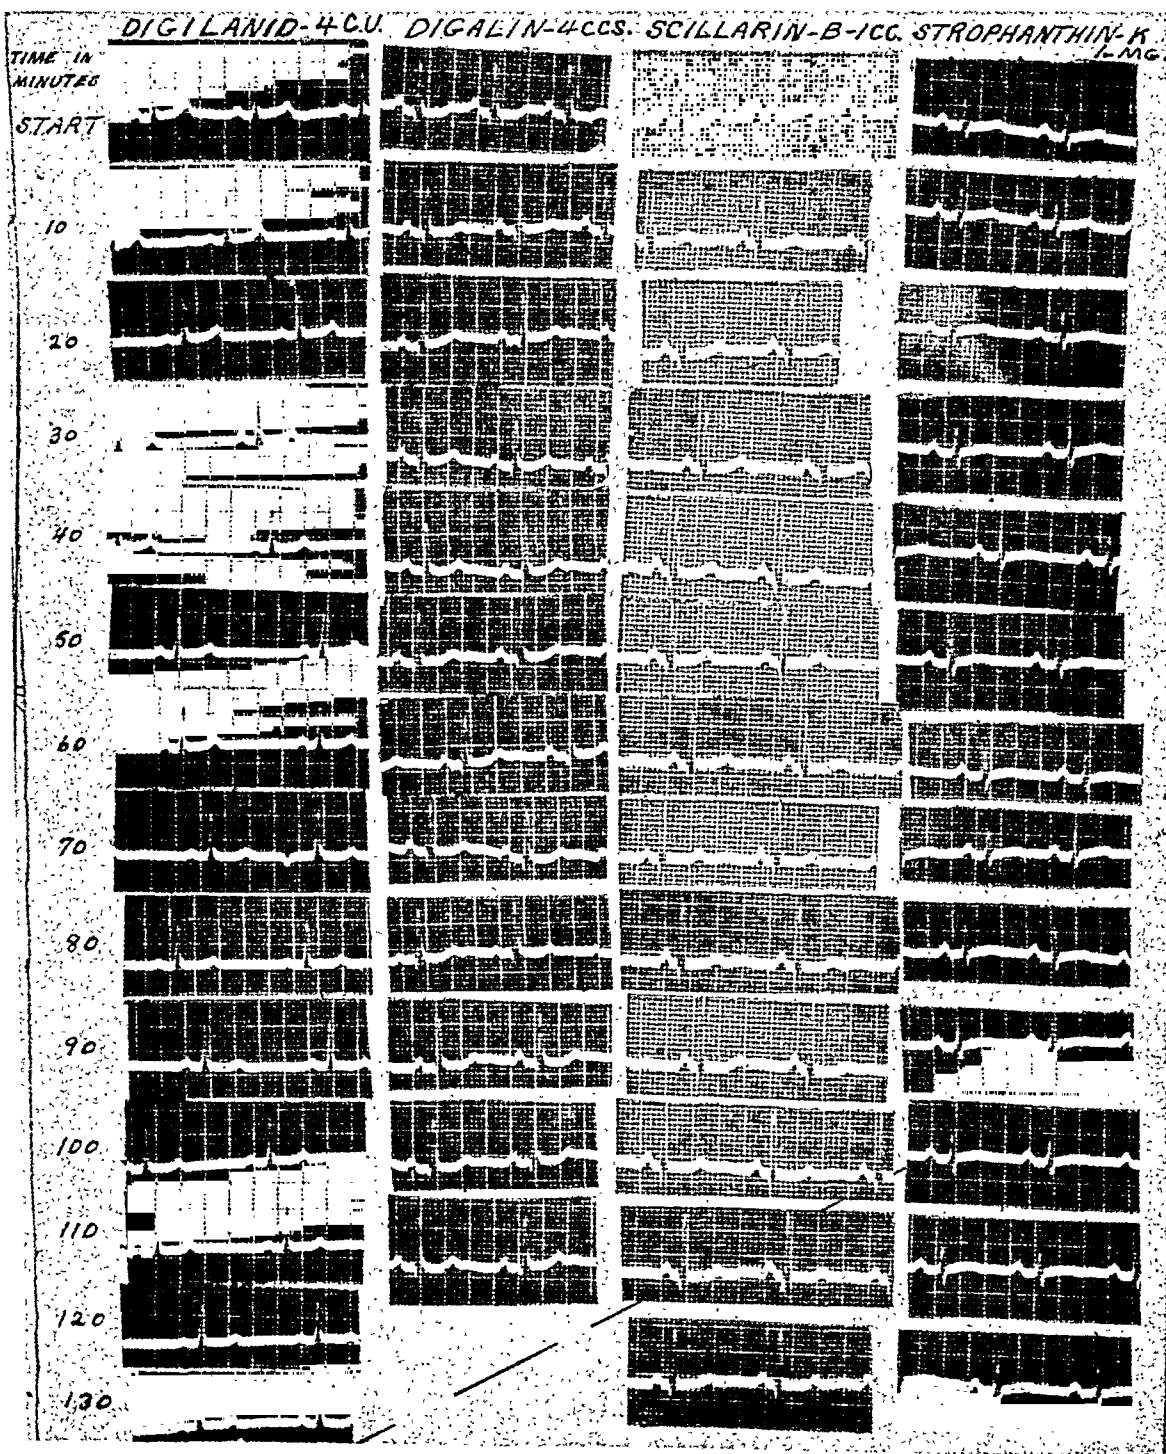 DIGILANID-4 C.U. DIGALIN-4CCS. SCILLARIN-B-1CC. STROPHANTHIN-K
1-MG.
TIME IN
MINUTES
START
10
20
30
40
50
60
70
80
90
100
110
120
130